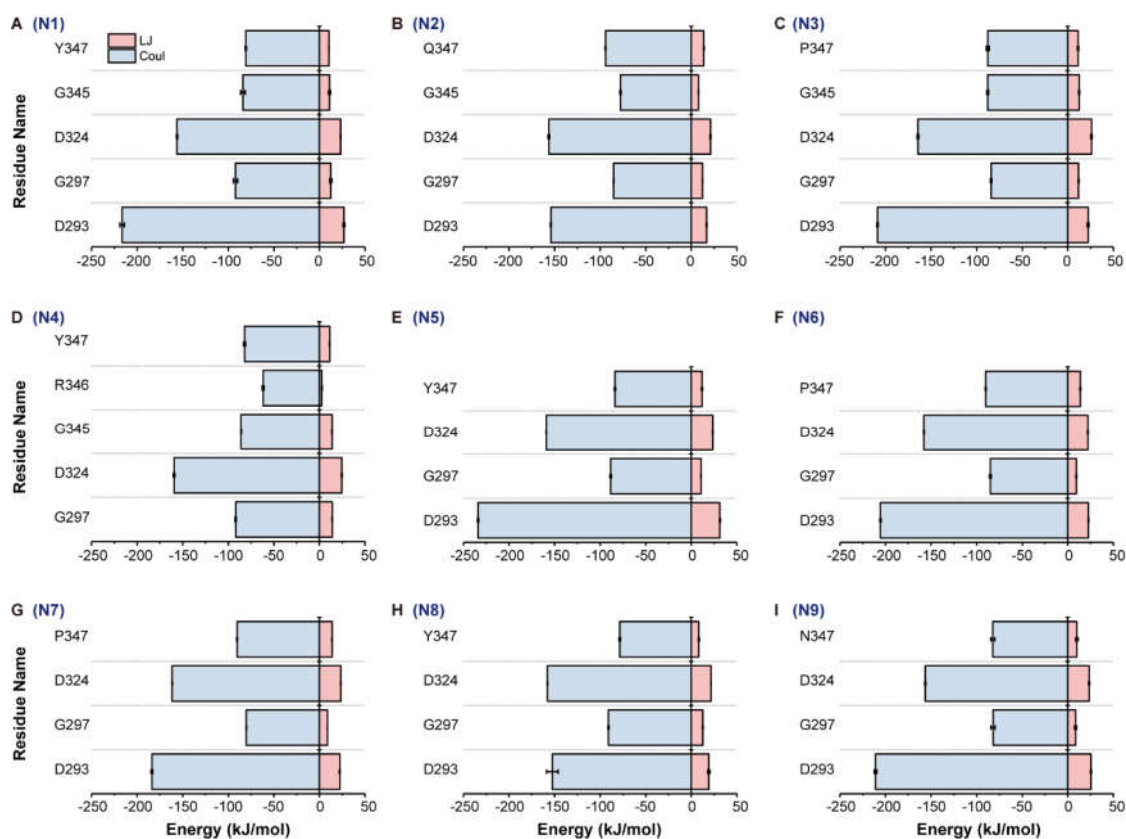 A (N1)
LJ
Coul
Y347
G345
D324
G297
D293
-250 -200 -150 -100 -50 0 50
Residue Name
B (N2)
Q347
G345
D324
G297
D293
-250 -200 -150 -100 -50 0 50
C (N3)
P347
G345
D324
G297
D293
-250 -200 -150 -100 -50 0 50
D (N4)
Y347
R346
G345
D324
G297
-250 -200 -150 -100 -50 0 50
Residue Name
E (N5)
Y347
D324
G297
D293
-250 -200 -150 -100 -50 0 50
F (N6)
P347
D324
G297
D293
-250 -200 -150 -100 -50 0 50
G (N7)
P347
D324
G297
D293
-250 -200 -150 -100 -50 0 50
Energy (kJ/mol)
Residue Name
H (N8)
Y347
D324
G297
D293
-250 -200 -150 -100 -50 0 50
Energy (kJ/mol)
I (N9)
N347
D324
G297
D293
-250 -200 -150 -100 -50 0 50
Energy (kJ/mol)